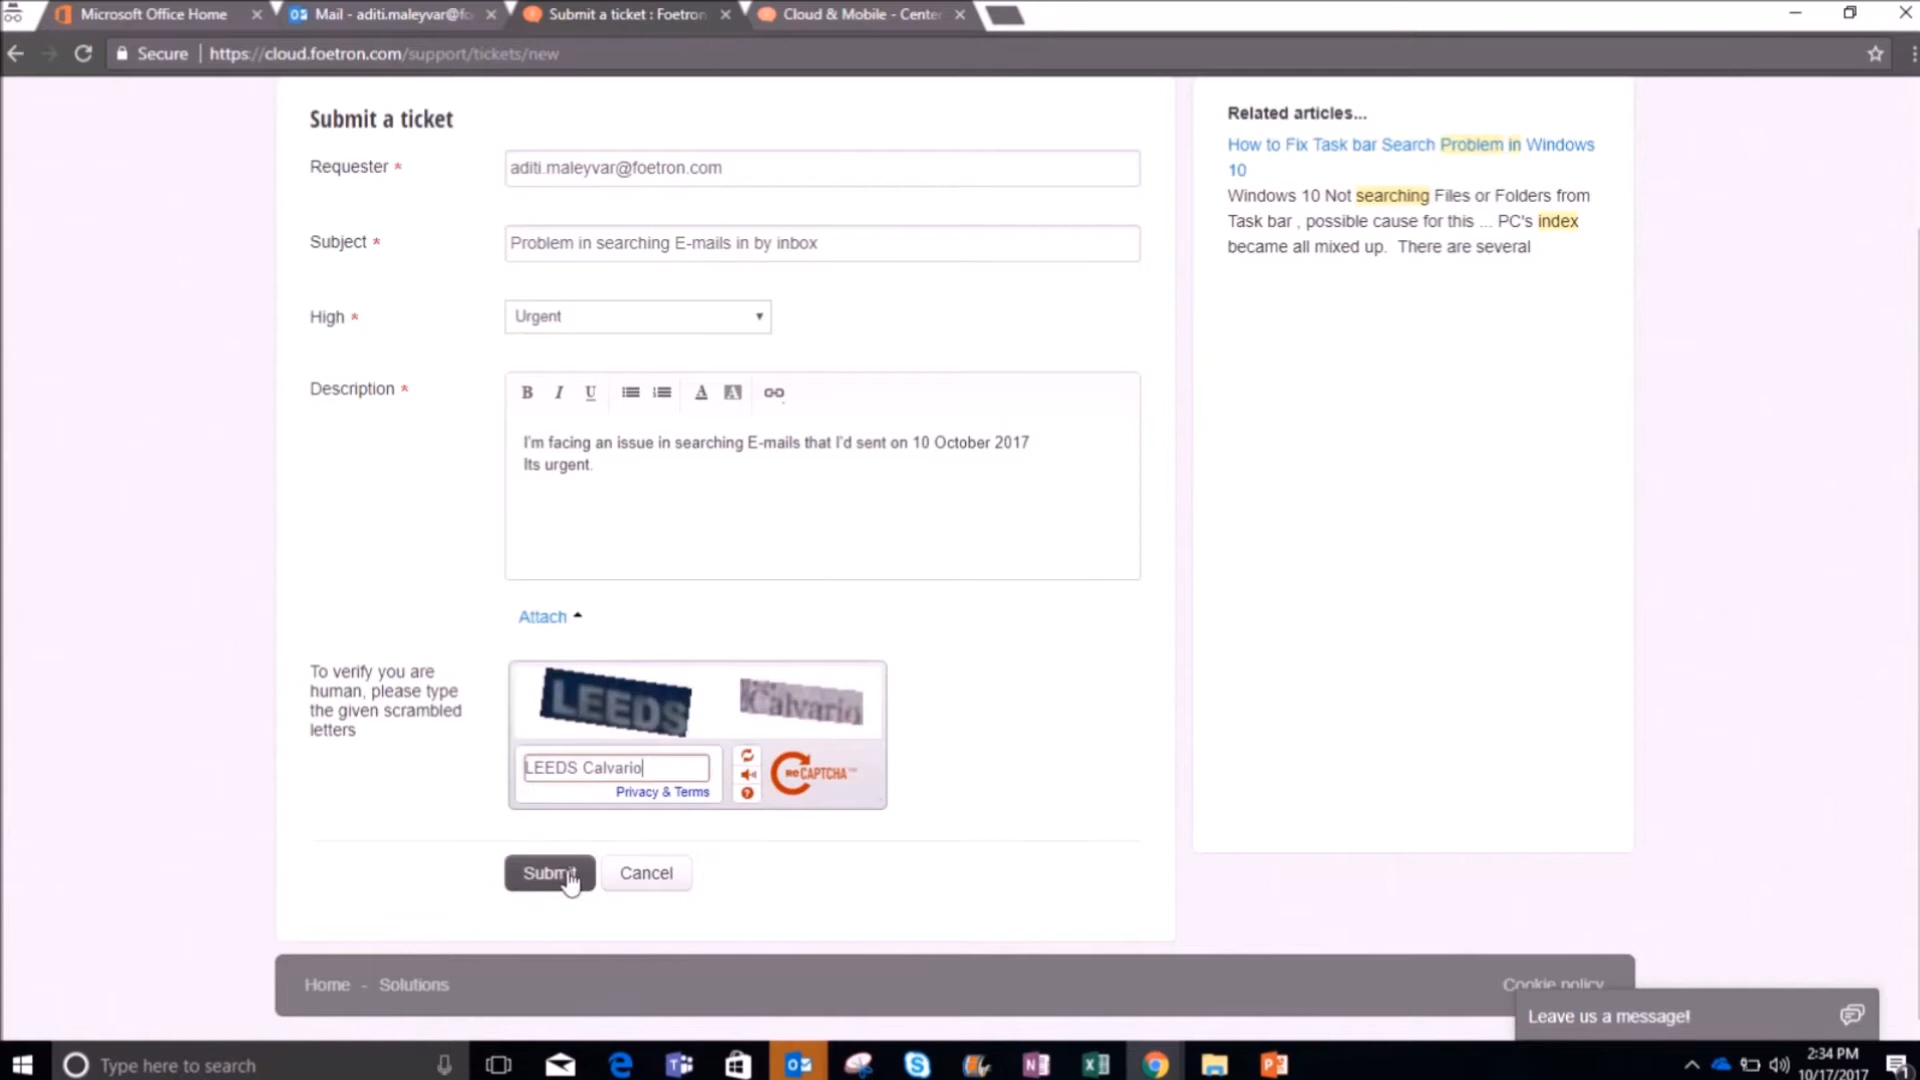 Microsoft Office Home
Mail - aditi.maleyvar@fo
Submit a ticket : Foetron
Cloud & Mobile - Center
Secure
https://cloud.foetron.com/support/tickets/new
Submit a ticket
Requester *
aditi.maleyvar@foetron.com
Subject *
Problem in searching E-mails in by inbox
High *
Urgent
Description *
B I U A A
I'm facing an issue in searching E-mails that I'd sent on 10 October 2017
Its urgent.
Attach
To verify you are
human, please type
the given scrambled
letters
LEEDS Calvario
LEEDS Calvario
Privacy & Terms
reCAPTCHA™
Submit
Cancel
Related articles...
How to Fix Task bar Search Problem in Windows
10
Windows 10 Not searching Files or Folders from
Task bar , possible cause for this ... PC's index
became all mixed up. There are several
Home - Solutions
Cookie policy
Leave us a message!
Type here to search
2:34 PM
10/17/2017